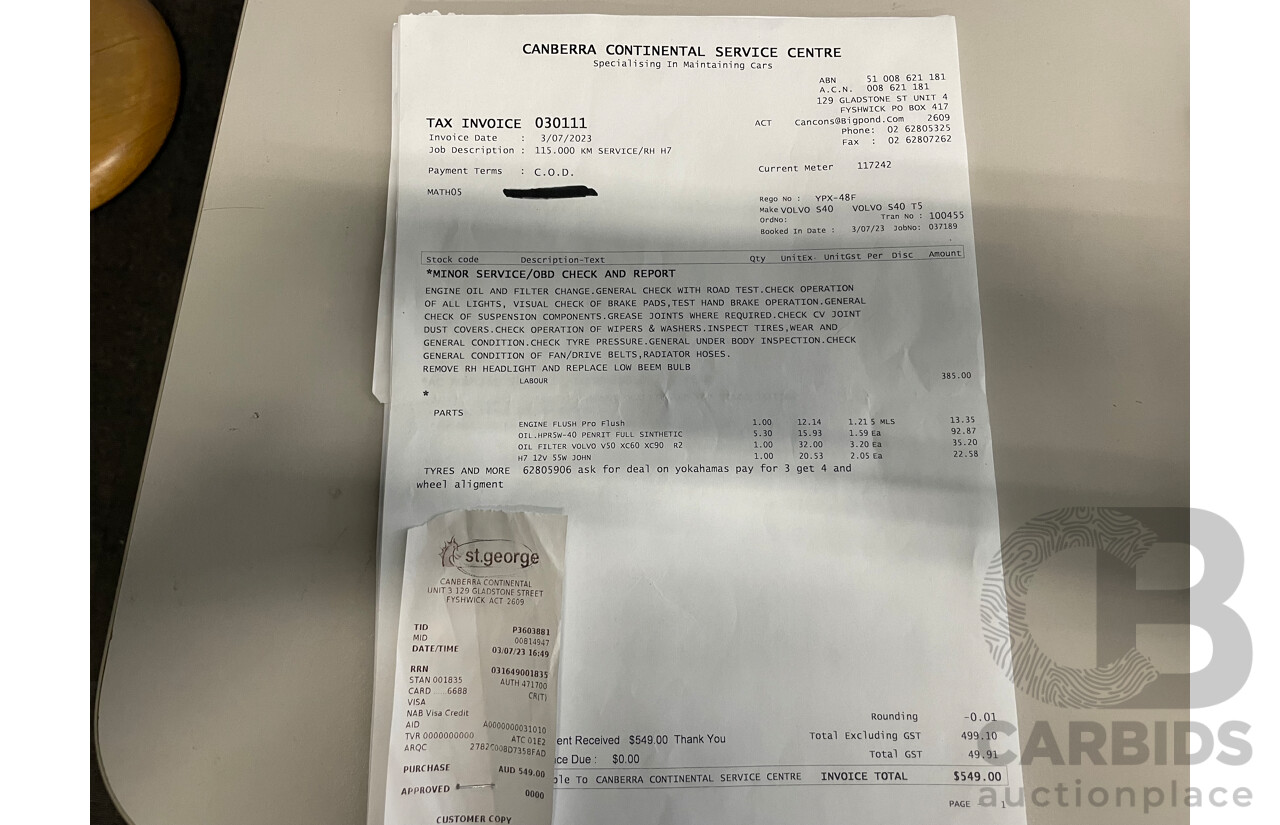 CANBERRA CONTINENTAL SERVICE CENTRE
Specialising In Maintaining Cars
ABN 51 008 621 181
A.C.N. 008 621 181
129 GLADSTONE ST UNIT 4
FYSHWICK PO BOX 417
ACT Cancons@Bigpond.Com 2609
Phone: 02 62805325
Fax : 02 62807262
TAX INVOICE 030111
Invoice Date : 3/07/2023
Job Description : 115.000 KM SERVICE/RH H7
Payment Terms : C.O.D.
Current Meter 117242
MATH05
Rego No : YPX-48F
Make VOLVO S40 VOLVO S40 T5
OrdNo: Tran No : 100455
Booked In Date : 3/07/23 JobNo: 037189
Stock code Description-Text Qty UnitEx UnitGst Per Disc Amount
*MINOR SERVICE/OBD CHECK AND REPORT
ENGINE OIL AND FILTER CHANGE.GENERAL CHECK WITH ROAD TEST.CHECK OPERATION
OF ALL LIGHTS, VISUAL CHECK OF BRAKE PADS,TEST HAND BRAKE OPERATION.GENERAL
CHECK OF SUSPENSION COMPONENTS.GREASE JOINTS WHERE REQUIRED.CHECK CV JOINT
DUST COVERS.CHECK OPERATION OF WIPERS & WASHERS.INSPECT TIRES,WEAR AND
GENERAL CONDITION.CHECK TYRE PRESSURE.GENERAL UNDER BODY INSPECTION.CHECK
GENERAL CONDITION OF FAN/DRIVE BELTS,RADIATOR HOSES.
REMOVE RH HEADLIGHT AND REPLACE LOW BEEM BULB
LABOUR 385.00
*
PARTS
ENGINE FLUSH Pro Flush 1.00 12.14 1.21 5 MLS 13.35
OIL.HPR5W-40 PENRIT FULL SINTHETIC 5.30 15.93 1.59 Ea 92.87
OIL FILTER VOLVO V50 XC60 XC90 R2 1.00 32.00 3.20 Ea 35.20
H7 12V 55W JOHN 1.00 20.53 2.05 Ea 22.58
TYRES AND MORE 62805906 ask for deal on yokahamas pay for 3 get 4 and
wheel aligment
st.george
CANBERRA CONTINENTAL
UNIT 3 129 GLADSTONE STREET
FYSHWICK ACT 2609
TID P3603881
MID 00814947
DATE/TIME 03/07/23 16:49
RRN 031649001835
STAN 001835 AUTH 471700
CARD ....6688 CR(T)
VISA
NAB Visa Credit
AID A0000000031010
TVR 0000000000 ATC 01E2
ARQC
PURCHASE AUD 549.00
APPROVED 0000
CUSTOMER COPY
Rounding -0.01
ent Received $549.00 Thank You Total Excluding GST 499.10
ce Due : $0.00 Total GST 49.91
ble To CANBERRA CONTINENTAL SERVICE CENTRE INVOICE TOTAL $549.00
PAGE - 1
CB
CARBIDS
auctionplace